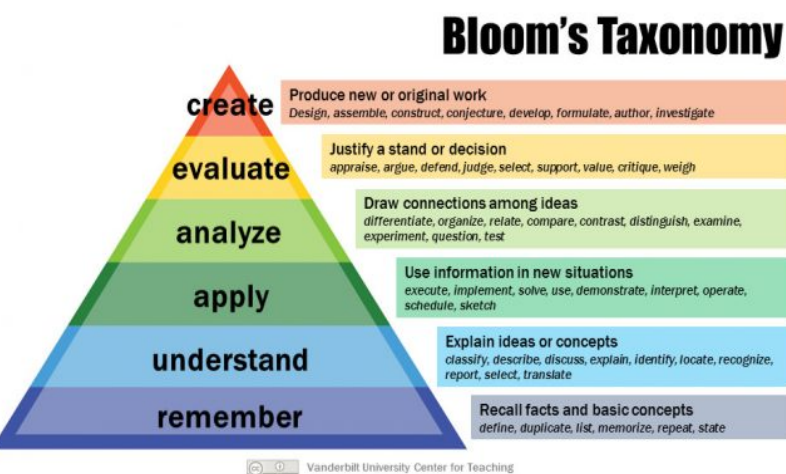 Bloom's Taxonomy
create
Produce new or original work
Design, assemble, construct, conjecture, develop, formulate, author, investigate
evaluate
Justify a stand or decision
appraise, argue, defend, judge, select, support, value, critique, weigh
analyze
Draw connections among ideas
differentiate, organize, relate, compare, contrast, distinguish, examine,
experiment, question, test
apply
Use information in new situations
execute, implement, solve, use, demonstrate, interpret, operate,
schedule, sketch
understand
Explain ideas or concepts
classify, describe, discuss, explain, identify, locate, recognize,
report, select, translate
remember
Recall facts and basic concepts
define, duplicate, list, memorize, repeat, state
cc
Vanderbilt University Center for Teaching